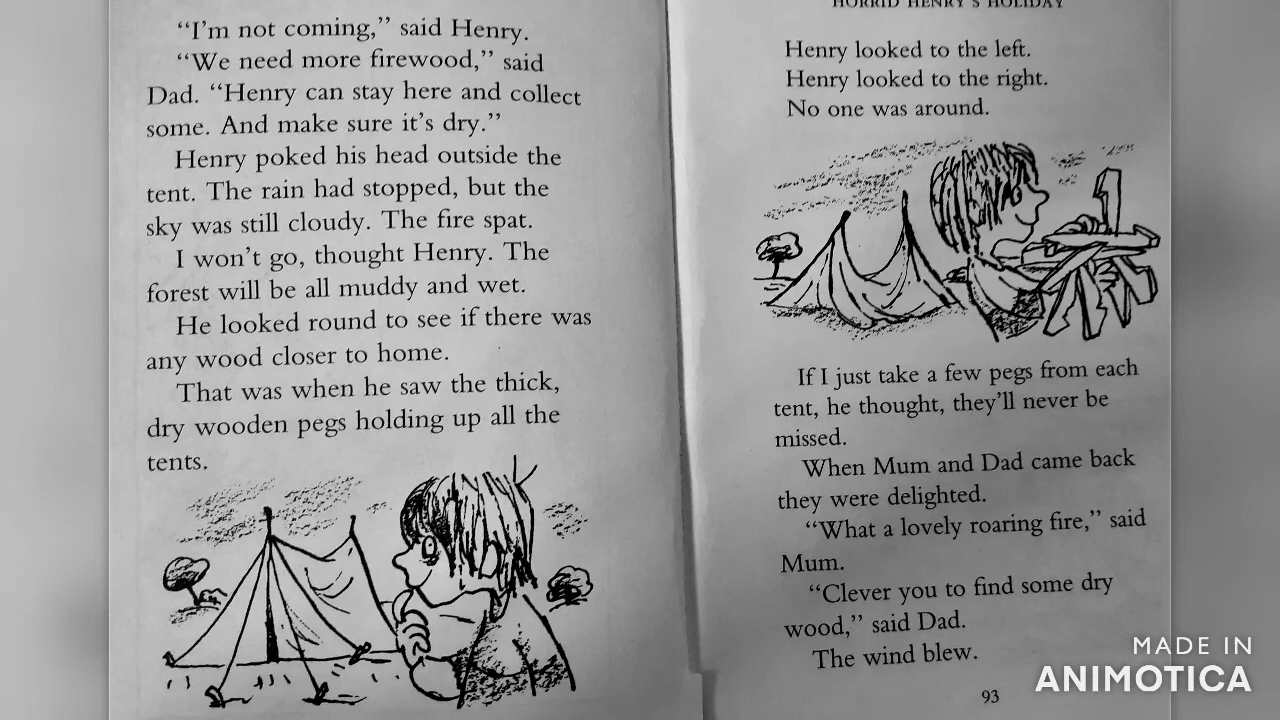 “I’m not coming,” said Henry.
“We need more firewood,” said
Dad. “Henry can stay here and collect
some. And make sure it’s dry.”
Henry poked his head outside the
tent. The rain had stopped, but the
sky was still cloudy. The fire spat.
I won’t go, thought Henry. The
forest will be all muddy and wet.
He looked round to see if there was
any wood closer to home.
That was when he saw the thick,
dry wooden pegs holding up all the
tents.
HORRID HENRY’S HOLIDAY
Henry looked to the left.
Henry looked to the right.
No one was around.
If I just take a few pegs from each
tent, he thought, they’ll never be
missed.
When Mum and Dad came back
they were delighted.
“What a lovely roaring fire,” said
Mum.
“Clever you to find some dry
wood,” said Dad.
The wind blew.
93
MADE IN
ANIMOTICA